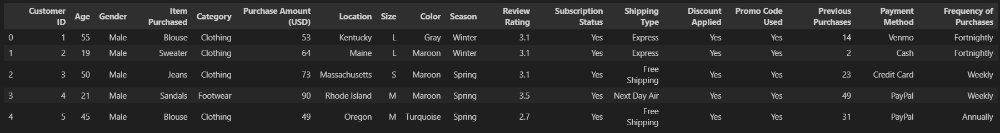 Customer ID Age Gender Item Purchased Category Purchase Amount (USD) Location Size Color Season Review Rating Subscription Status Shipping Type Discount Applied Promo Code Used Previous Purchases Payment Method Frequency of Purchases
0 1 55 Male Blouse Clothing 53 Kentucky L Gray Winter 3.1 Yes Express Yes Yes 14 Venmo Fortnightly
1 2 19 Male Sweater Clothing 64 Maine L Maroon Winter 3.1 Yes Express Yes Yes 2 Cash Fortnightly
2 3 50 Male Jeans Clothing 73 Massachusetts S Maroon Spring 3.1 Yes Free Shipping Yes Yes 23 Credit Card Weekly
3 4 21 Male Sandals Footwear 90 Rhode Island M Maroon Spring 3.5 Yes Next Day Air Yes Yes 49 PayPal Weekly
4 5 45 Male Blouse Clothing 49 Oregon M Turquoise Spring 2.7 Yes Free Shipping Yes Yes 31 PayPal Annually